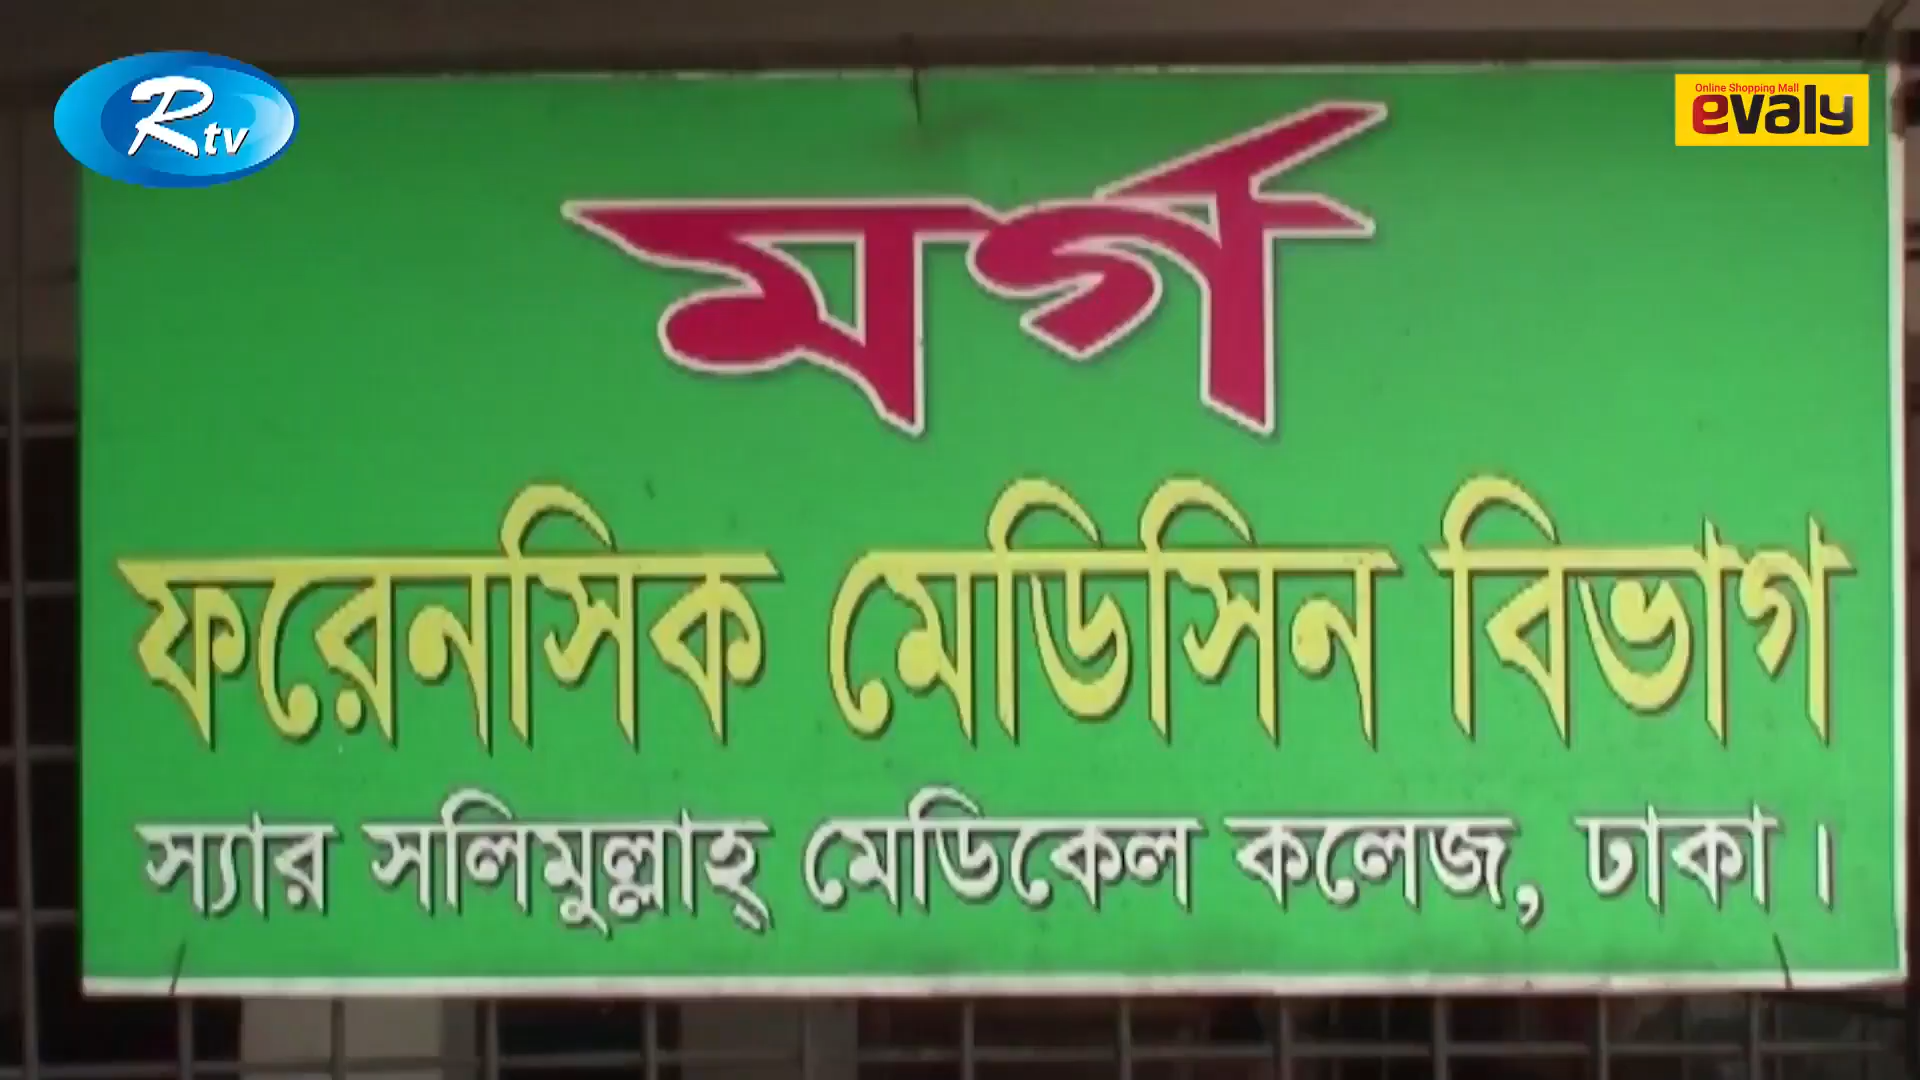 Rtv
Online Shopping Mall
evaly
মর্গ
ফরেনসিক মেডিসিন বিভাগ
স্যার সলিমুল্লাহ্ মেডিকেল কলেজ, ঢাকা।